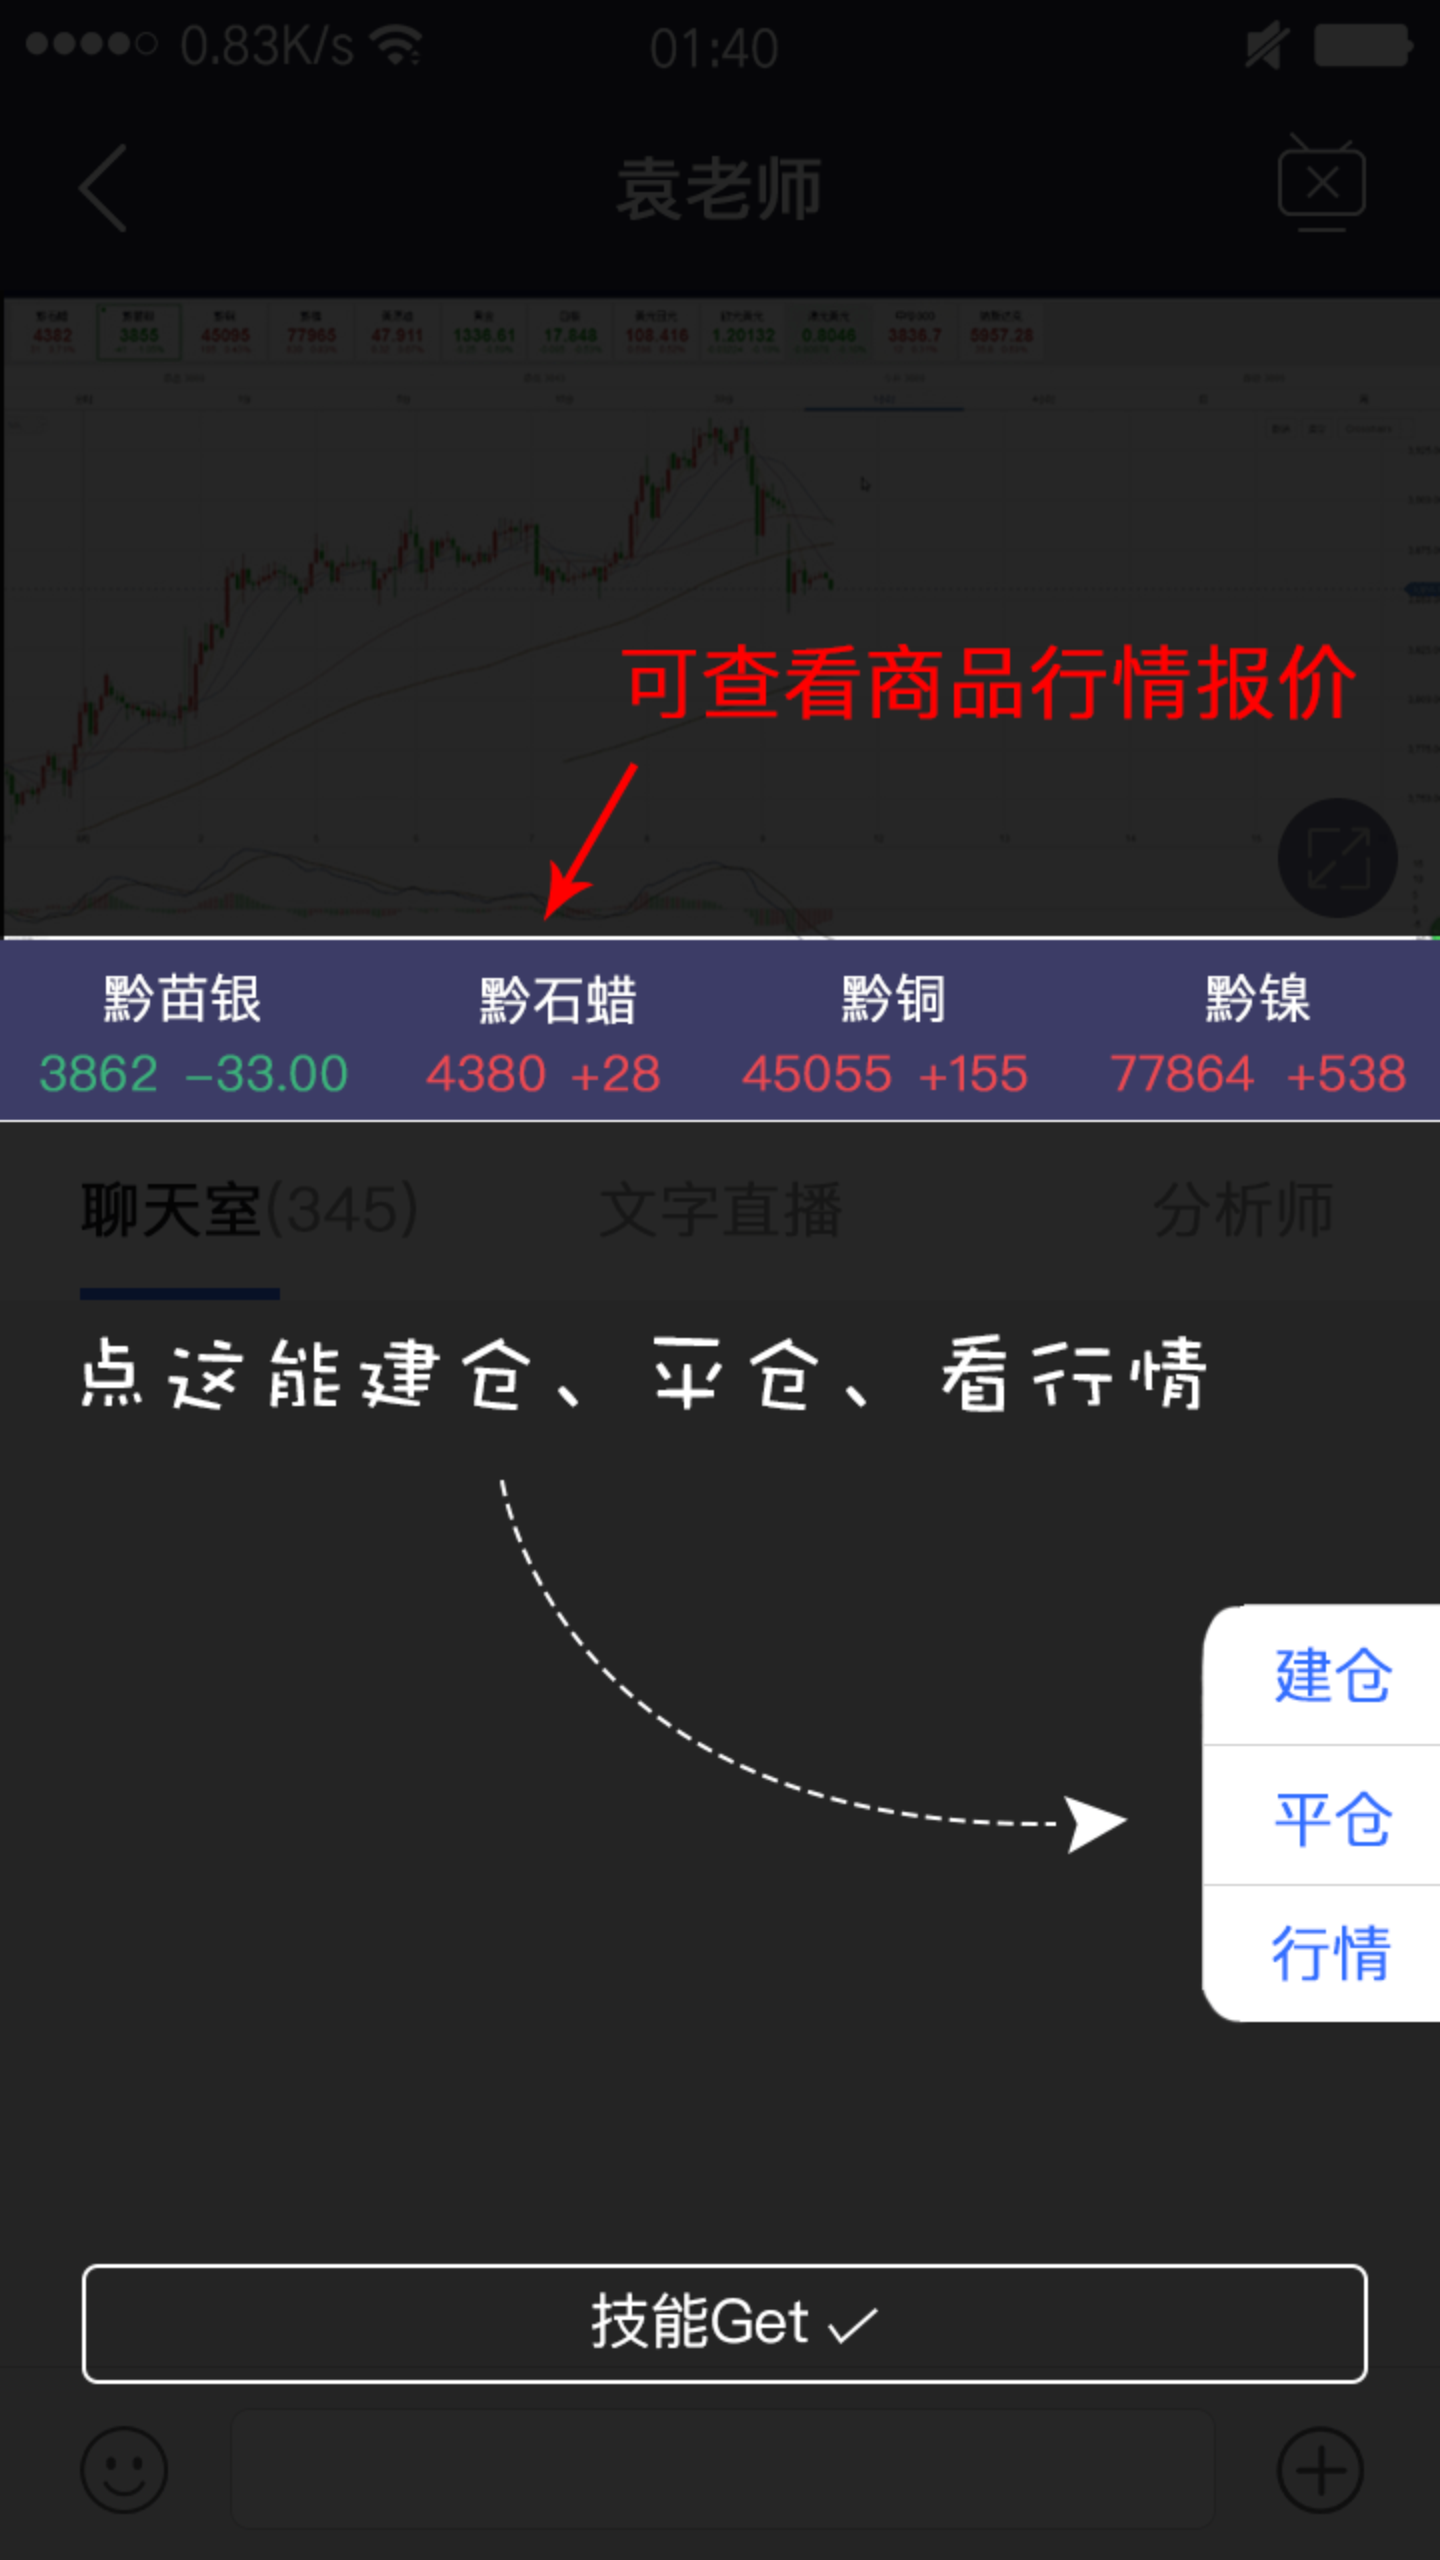 0.83K/s 01:40
袁老师
4382 3855 45095 77965 47.911 1336.61 17.848 108.416 1.20132 0.8046 3836.7 5957.28
可查看商品行情报价
黔苗银 黔石蜡 黔铜 黔镍
3862 -33.00 4380 +28 45055 +155 77864 +538
聊天室(345) 文字直播 分析师
点这能建仓、平仓、看行情
建仓
平仓
行情
技能Get